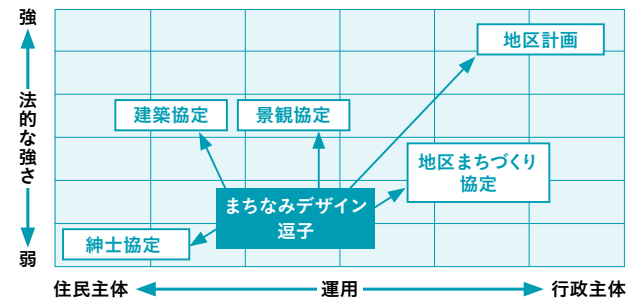 強
法的な強さ
弱
地区計画
建築協定
景観協定
地区まちづくり
協定
まちなみデザイン
逗子
紳士協定
住民主体
運用
行政主体